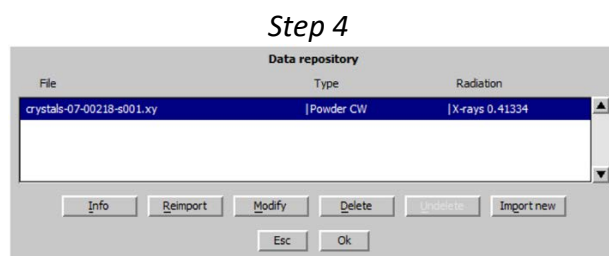 Step 4
Data repository
File Type Radiation
crystals-07-00218-s001.xy |Powder CW |X-rays 0.41334
Info Reimport Modify Delete Undelete Import new
Esc Ok